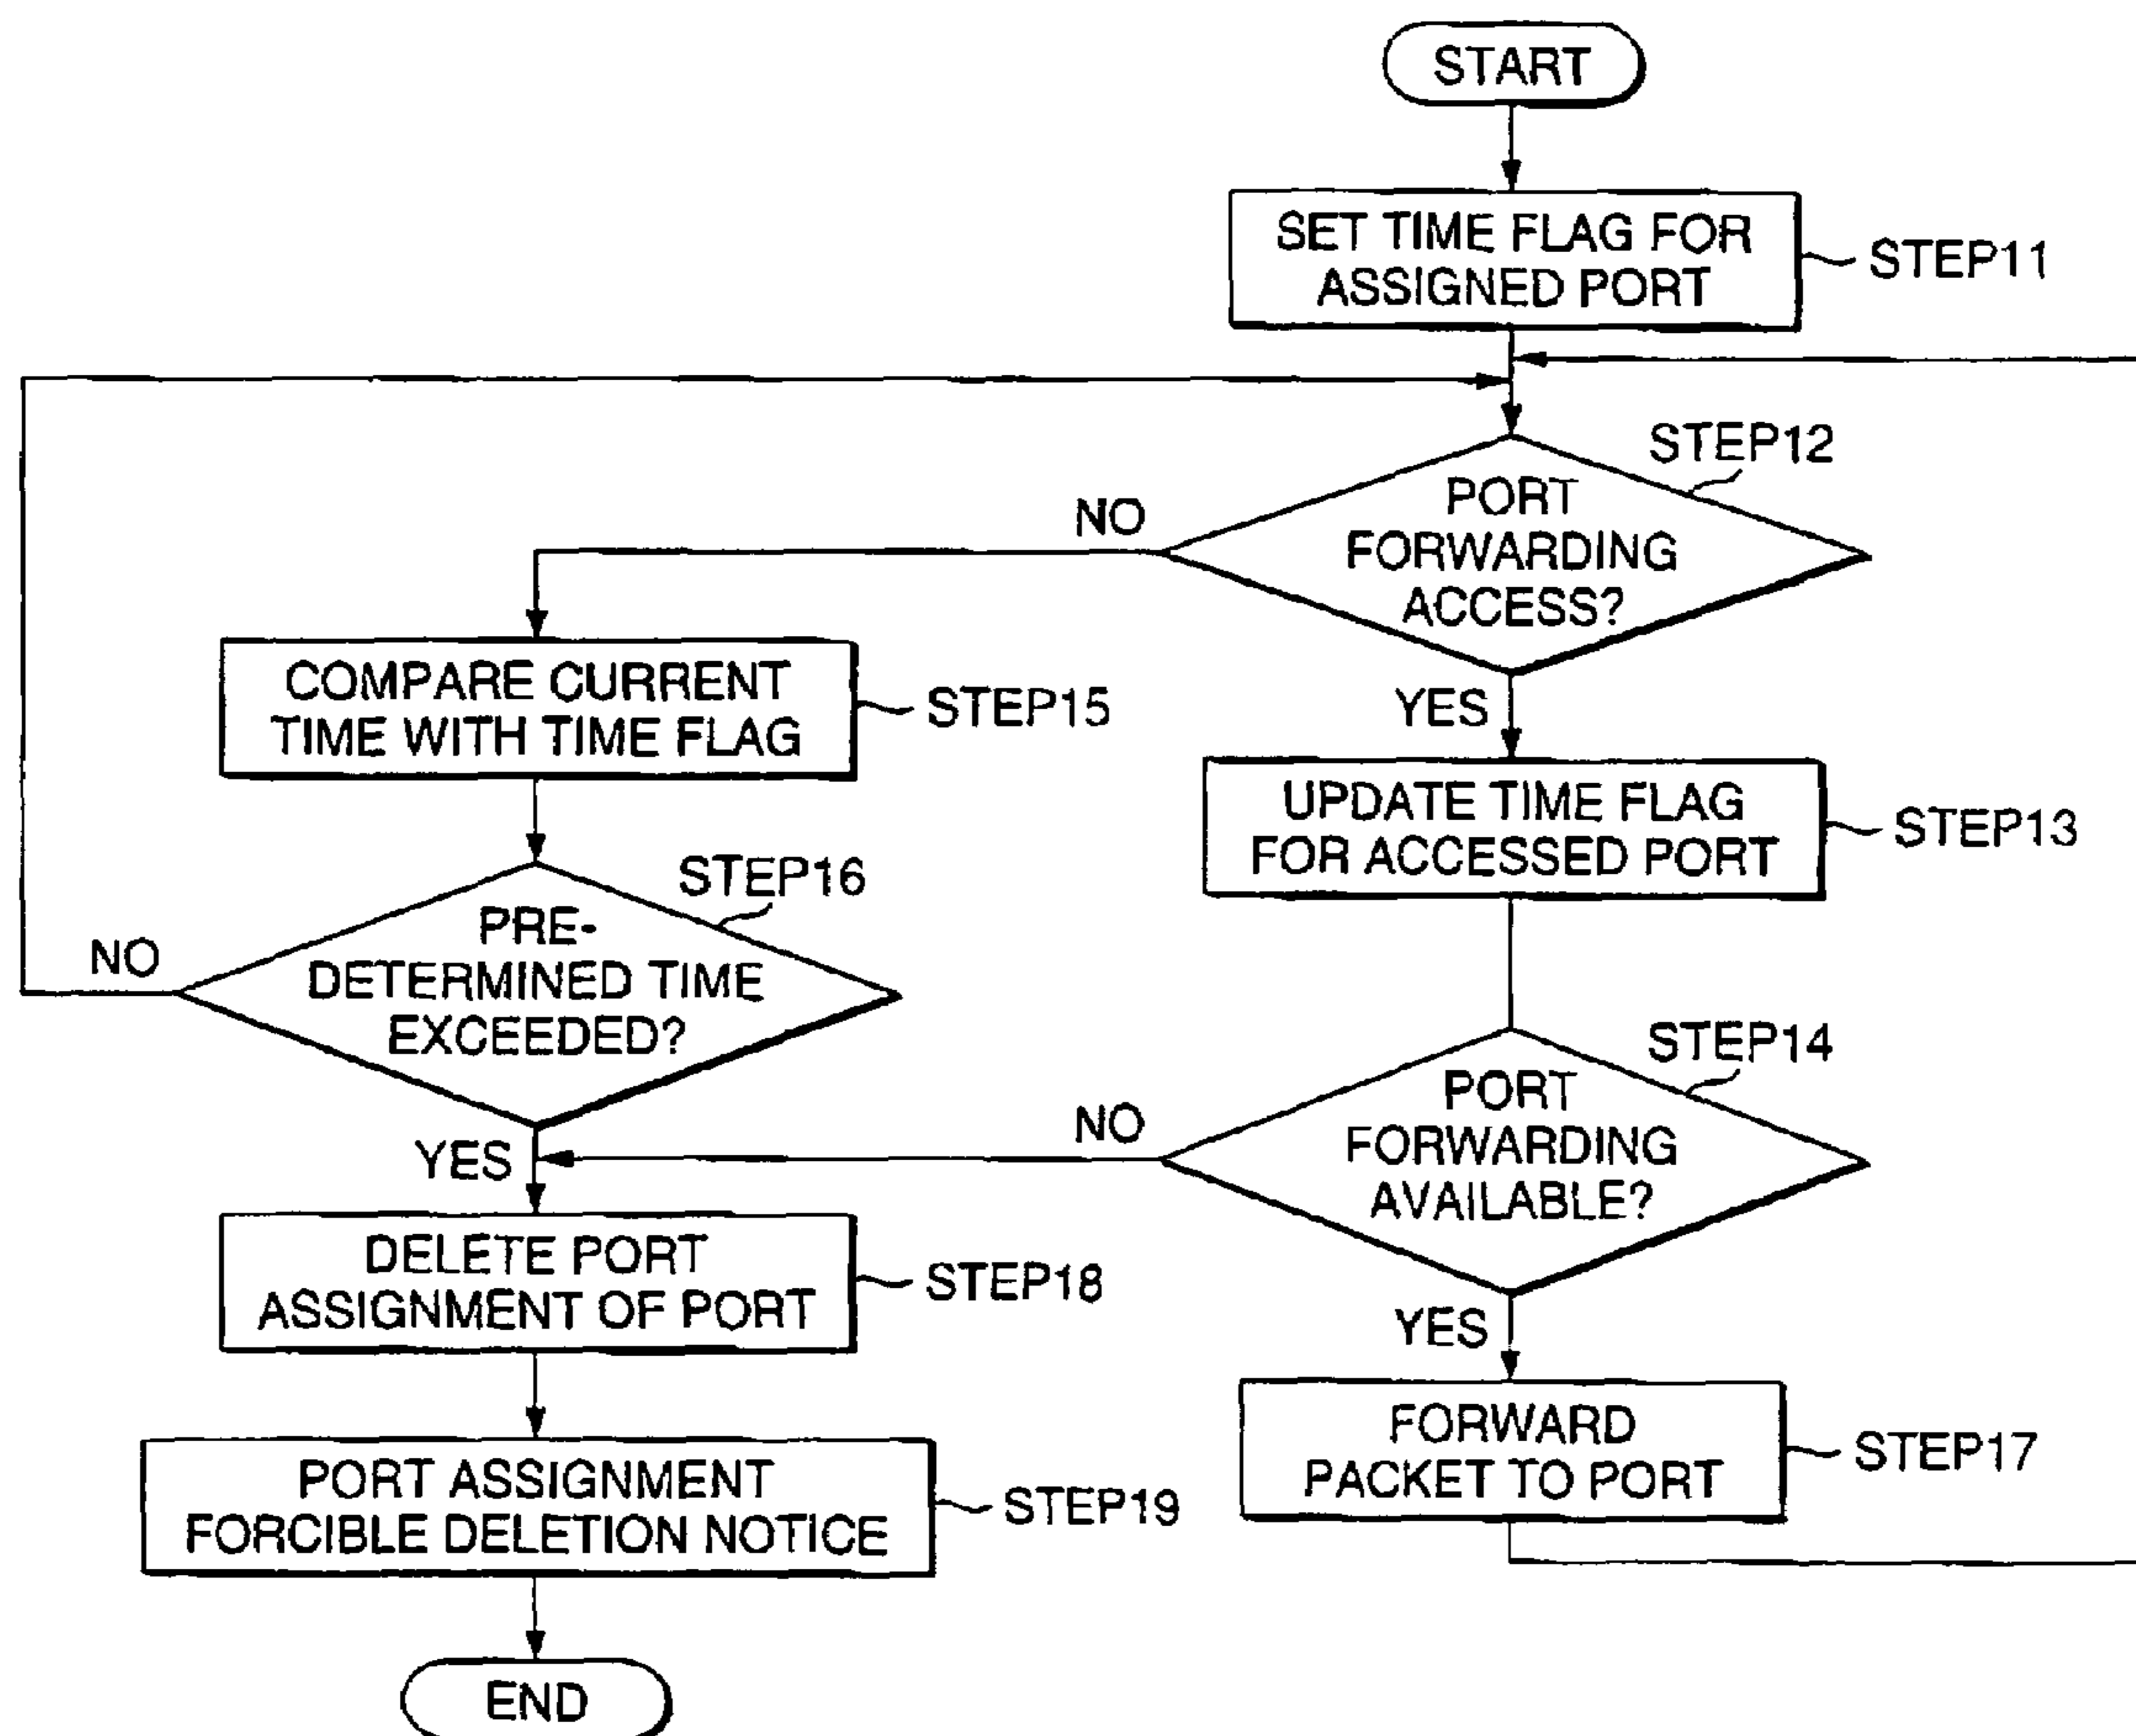 START
SET TIME FLAG FOR
ASSIGNED PORT
STEP11
STEP12
PORT
FORWARDING
ACCESS?
NO
YES
COMPARE CURRENT
TIME WITH TIME FLAG
STEP15
UPDATE TIME FLAG
FOR ACCESSED PORT
STEP13
STEP16
PRE-
DETERMINED TIME
EXCEEDED?
NO
YES
STEP14
PORT
FORWARDING
AVAILABLE?
NO
YES
DELETE PORT
ASSIGNMENT OF PORT
STEP18
FORWARD
PACKET TO PORT
STEP17
PORT ASSIGNMENT
FORCIBLE DELETION NOTICE
STEP19
END